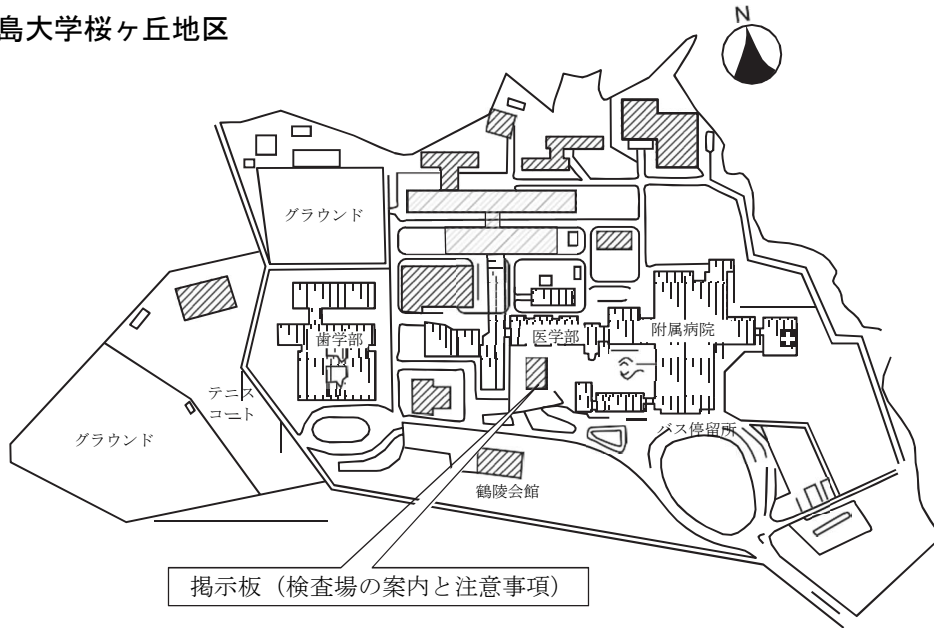 島大学桜ヶ丘地区
N
グラウンド
歯学部
医学部
附属病院
テニス
コート
グラウンド
バス停留所
鶴陵会館
掲示板（検査場の案内と注意事項）